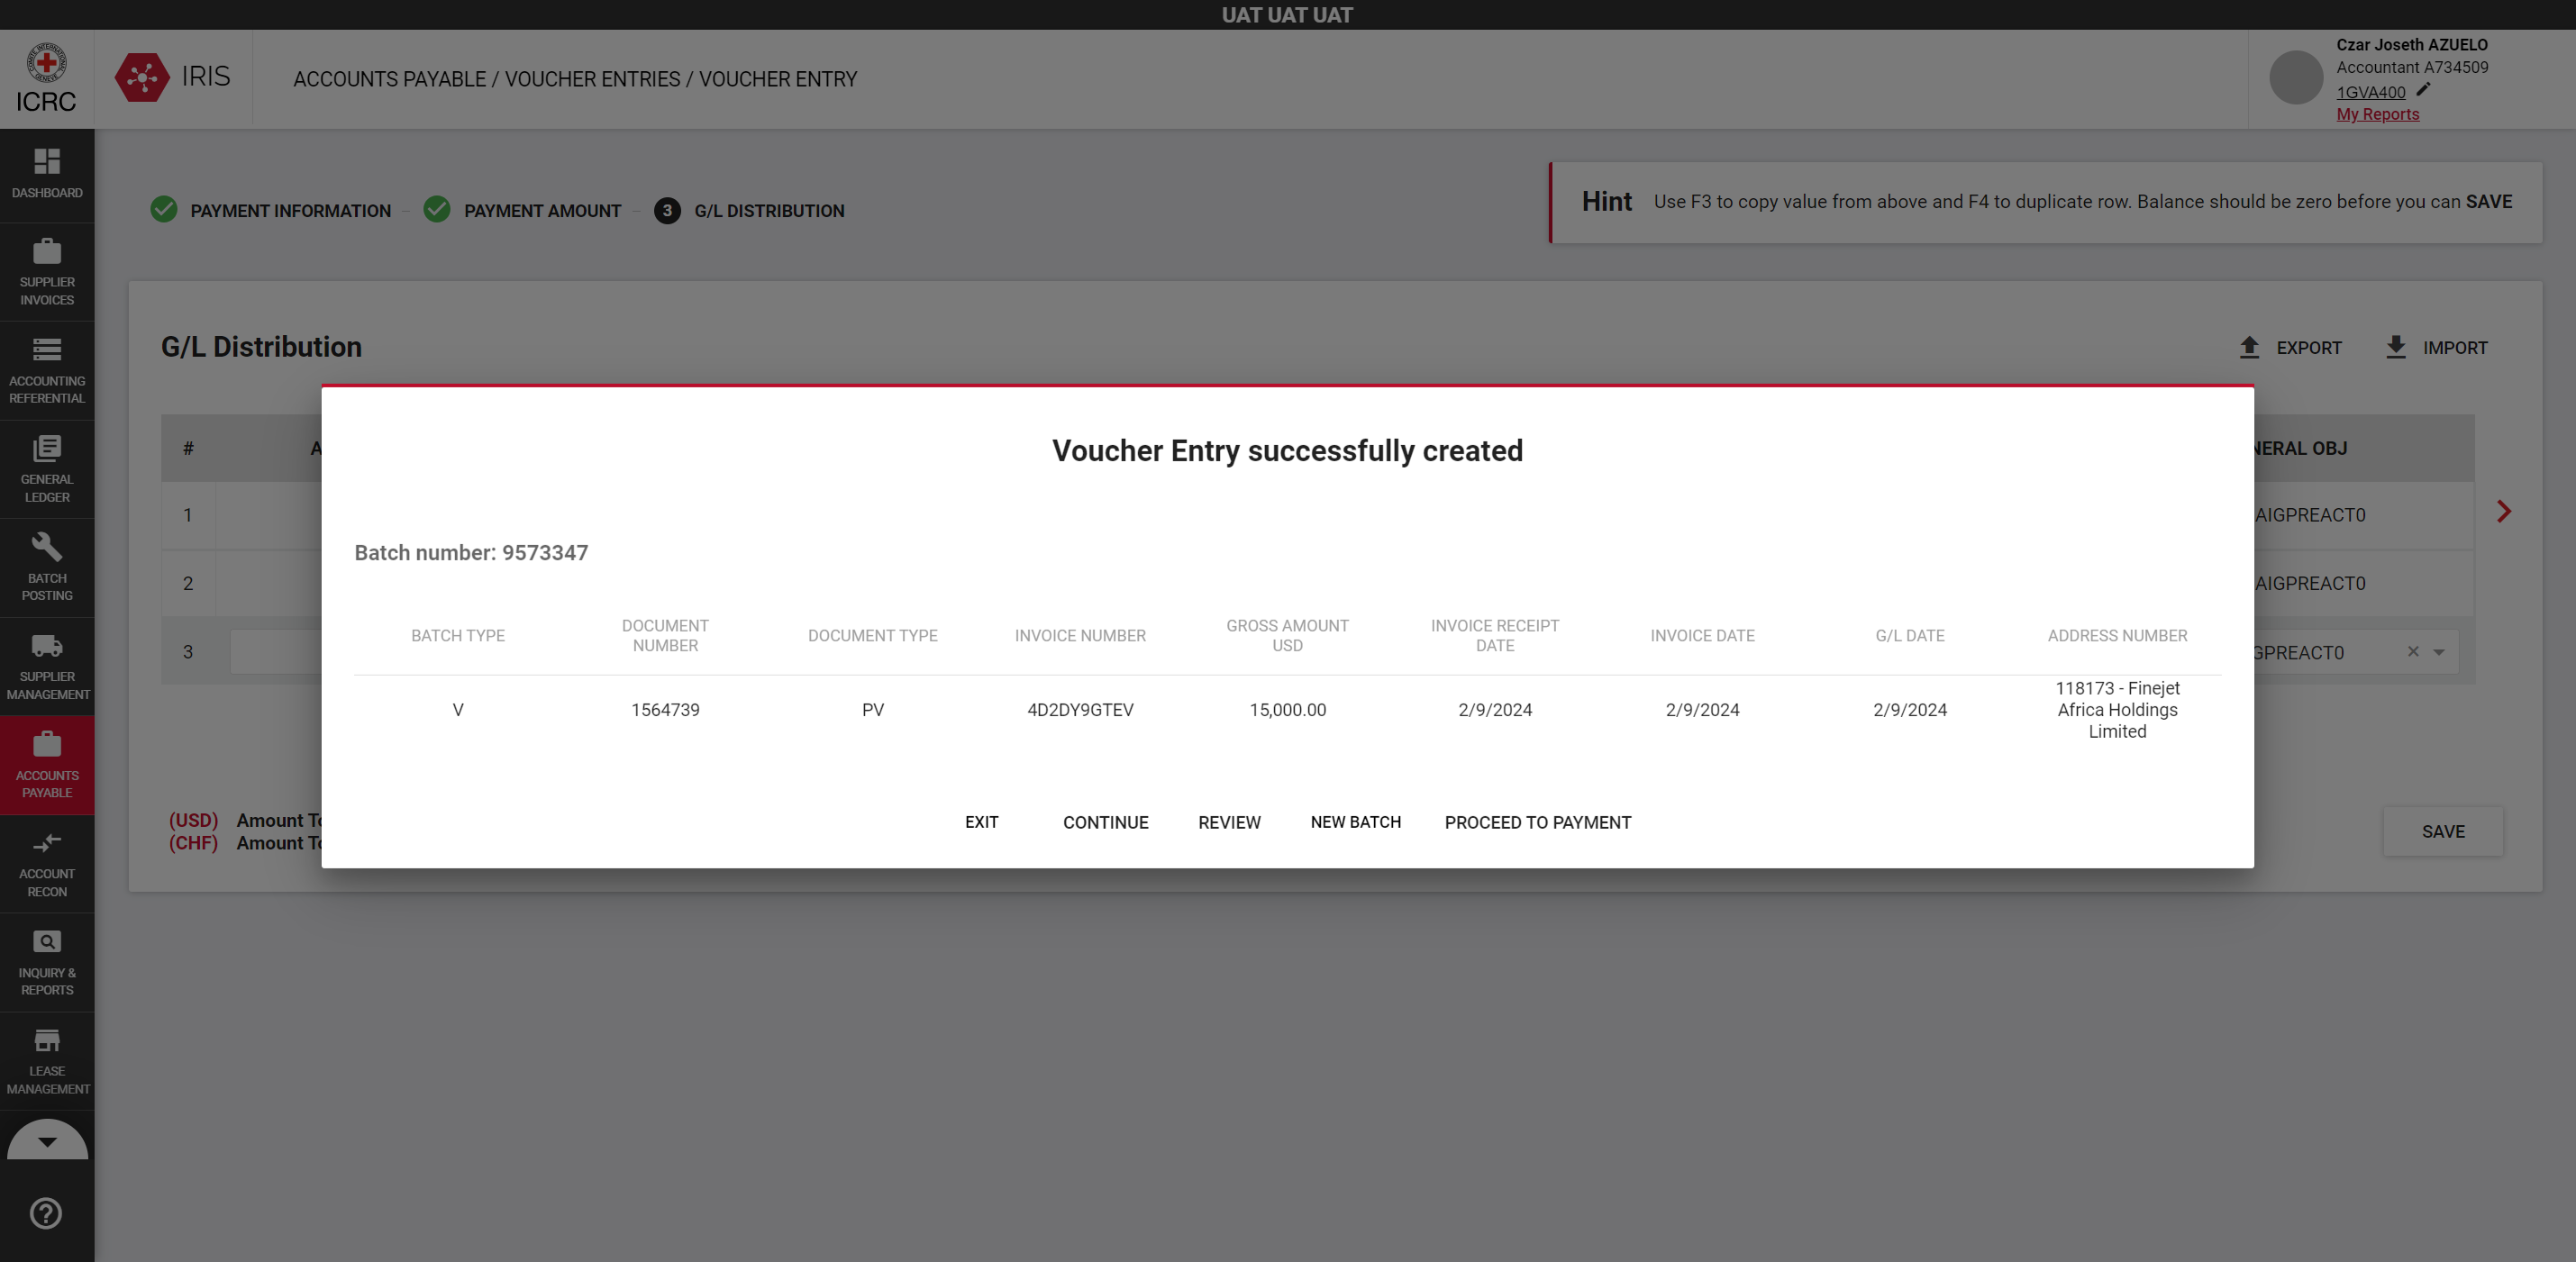 UAT UAT UAT
ICRC
IRIS
ACCOUNTS PAYABLE / VOUCHER ENTRIES / VOUCHER ENTRY
Czar Joseth AZUELO
Accountant A734509
1GVA400
My Reports
DASHBOARD
SUPPLIER
INVOICES
ACCOUNTING
REFERENTIAL
GENERAL
LEDGER
BATCH
POSTING
SUPPLIER
MANAGEMENT
ACCOUNTS
PAYABLE
ACCOUNT
RECON
INQUIRY &
REPORTS
LEASE
MANAGEMENT
PAYMENT INFORMATION
PAYMENT AMOUNT
3 G/L DISTRIBUTION
Hint Use F3 to copy value from above and F4 to duplicate row. Balance should be zero before you can SAVE
G/L Distribution
EXPORT IMPORT
# A NERAL OBJ
1 AIGPREACT0
2 AIGPREACT0
3 GPREACT0
Voucher Entry successfully created
Batch number: 9573347
BATCH TYPE
DOCUMENT
NUMBER
DOCUMENT TYPE
INVOICE NUMBER
GROSS AMOUNT
USD
INVOICE RECEIPT
DATE
INVOICE DATE
G/L DATE
ADDRESS NUMBER
V
1564739
PV
4D2DY9GTEV
15,000.00
2/9/2024
2/9/2024
2/9/2024
118173 - Finejet
Africa Holdings
Limited
EXIT CONTINUE REVIEW NEW BATCH PROCEED TO PAYMENT
(USD) Amount To
(CHF) Amount To
SAVE